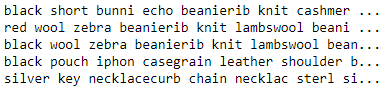 black short bunni echo beanierib knit cashmer ...
red wool zebra beanierib knit lambswool beani ...
black wool zebra beanierib knit lambswool bean...
black pouch iphon casegrain leather shoulder b...
silver key necklacecurb chain necklac sterl si...